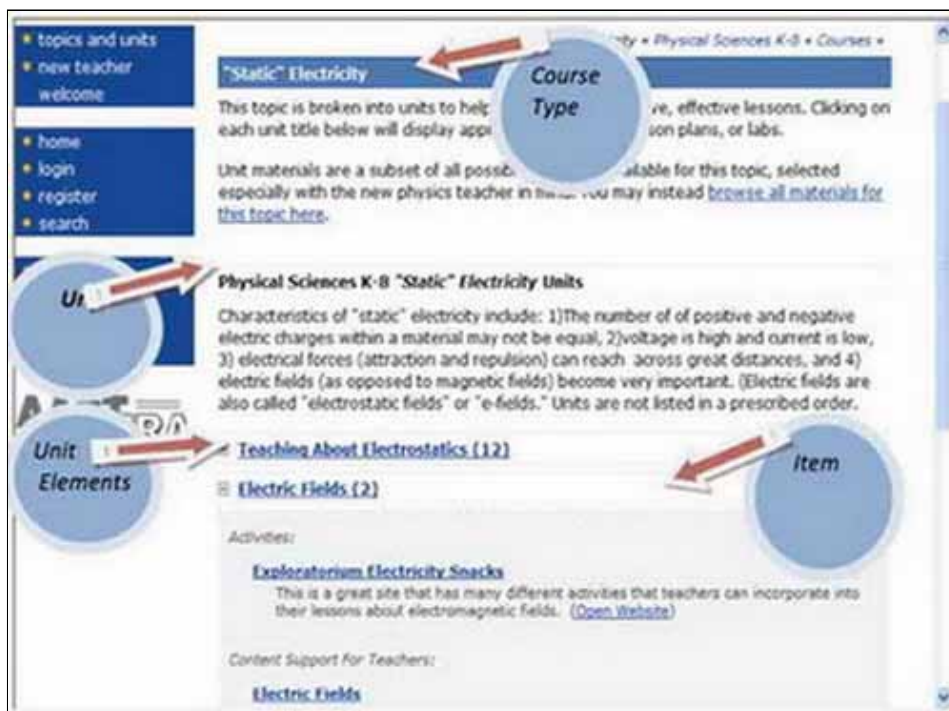 topics and units
new teacher
welcome
home
login
register
search
Physical Sciences K-8 • Courses •
"Static" Electricity
Course
Type
This topic is broken into units to help ve, effective lessons. Clicking on
each unit title below will display son plans, or labs.
Unit materials are a subset of all ilable for this topic, selected
especially with the new physics teacher in may instead browse all materials for
this topic here.
Physical Sciences K-8 "Static" Electricity Units
Characteristics of "static" electricity include: 1)The number of of positive and negative
electric charges within a material may not be equal, 2)voltage is high and current is low,
3) electrical forces (attraction and repulsion) can reach across great distances, and 4)
electric fields (as opposed to magnetic fields) become very important. (Electric fields are
also called "electrostatic fields" or "e-fields." Units are not listed in a prescribed order.
Unit
Elements
Teaching About Electrostatics (12)
Item
Electric Fields (2)
Activities:
Exploratorium Electricity Snacks
This is a great site that has many different activities that teachers can incorporate into
their lessons about electromagnetic fields. (Open Website)
Content Support For Teachers:
Electric Fields